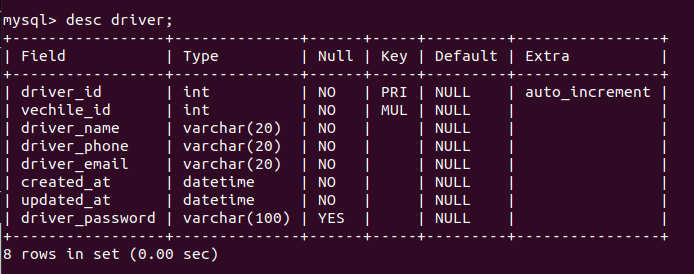 mysql> desc driver;
+-----------------+--------------+------+-----+---------+----------------+
| Field           | Type         | Null | Key | Default | Extra          |
+-----------------+--------------+------+-----+---------+----------------+
| driver_id       | int          | NO   | PRI | NULL    | auto_increment |
| vechile_id      | int          | NO   | MUL | NULL    |                |
| driver_name     | varchar(20)  | NO   |     | NULL    |                |
| driver_phone    | varchar(20)  | NO   |     | NULL    |                |
| driver_email    | varchar(20)  | NO   |     | NULL    |                |
| created_at      | datetime     | NO   |     | NULL    |                |
| updated_at      | datetime     | NO   |     | NULL    |                |
| driver_password | varchar(100) | YES  |     | NULL    |                |
+-----------------+--------------+------+-----+---------+----------------+
8 rows in set (0.00 sec)